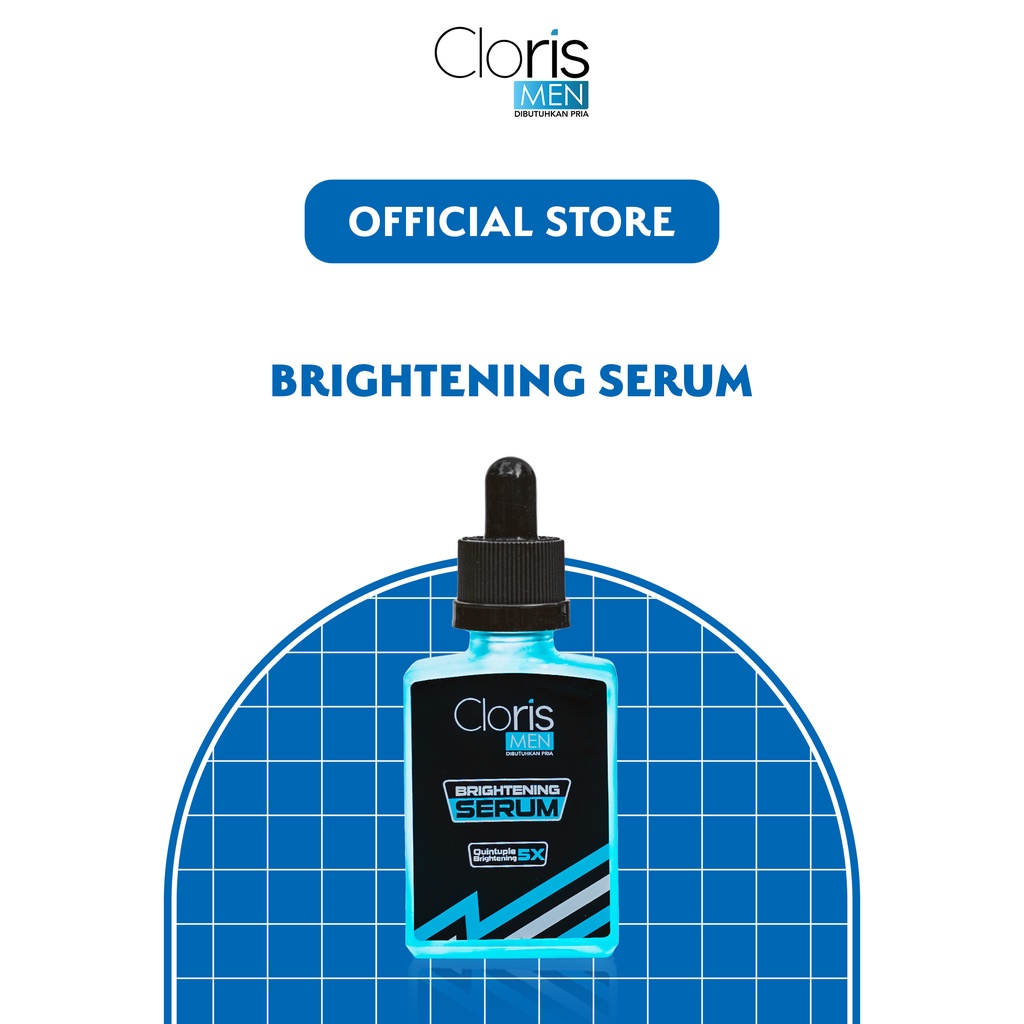 Cloris
MEN
DIBUTUHKAN PRIA
OFFICIAL STORE
BRIGHTENING SERUM
Cloris
MEN
DIBUTUHKAN PRIA
BRIGHTENING
SERUM
Quintuple
Brightening 5X